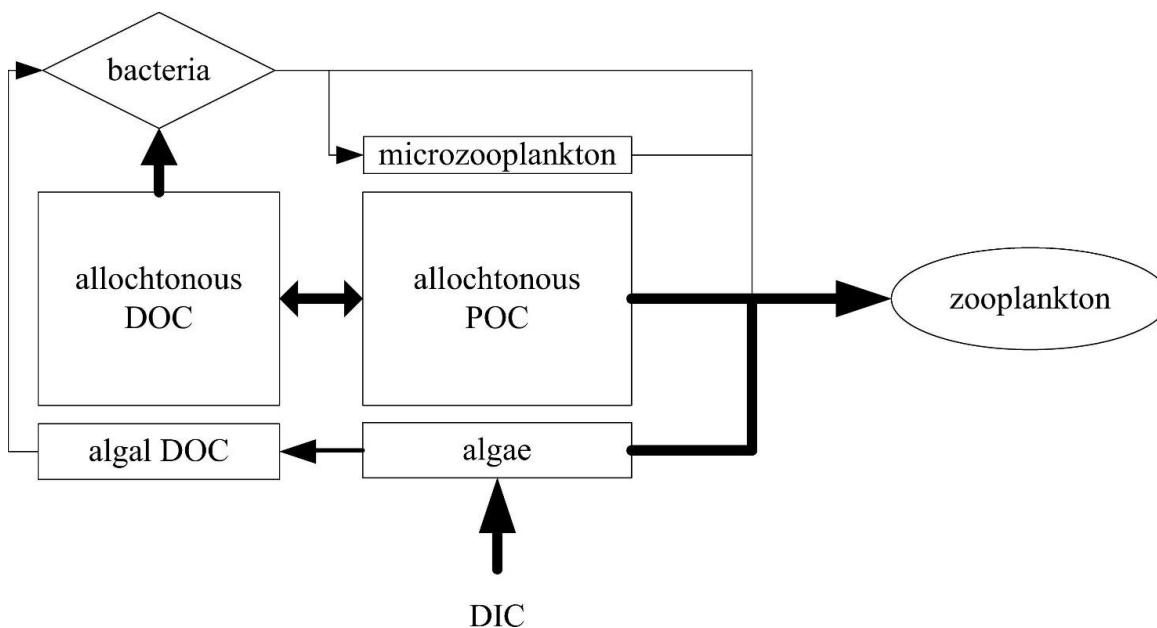 bacteria
microzooplankton
allochtonous
DOC
allochtonous
POC
zooplankton
algal DOC
algae
DIC